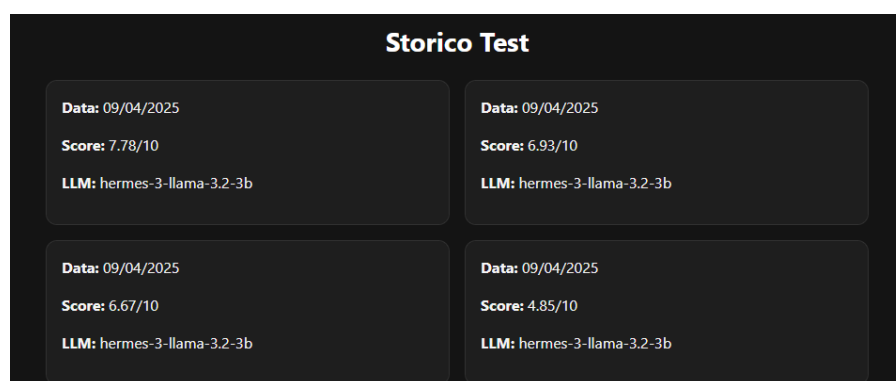 Storico Test
Data: 09/04/2025
Score: 7.78/10
LLM: hermes-3-llama-3.2-3b
Data: 09/04/2025
Score: 6.93/10
LLM: hermes-3-llama-3.2-3b
Data: 09/04/2025
Score: 6.67/10
LLM: hermes-3-llama-3.2-3b
Data: 09/04/2025
Score: 4.85/10
LLM: hermes-3-llama-3.2-3b